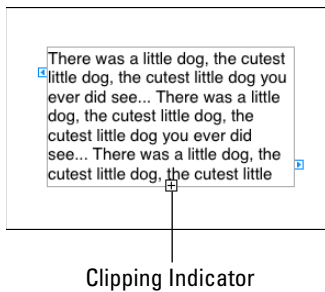 There was a little dog, the cutest
little dog, the cutest little dog you
ever did see... There was a little
dog, the cutest little dog, the
cutest little dog you ever did
see... There was a little dog, the
cutest little dog, the cutest little
Clipping Indicator